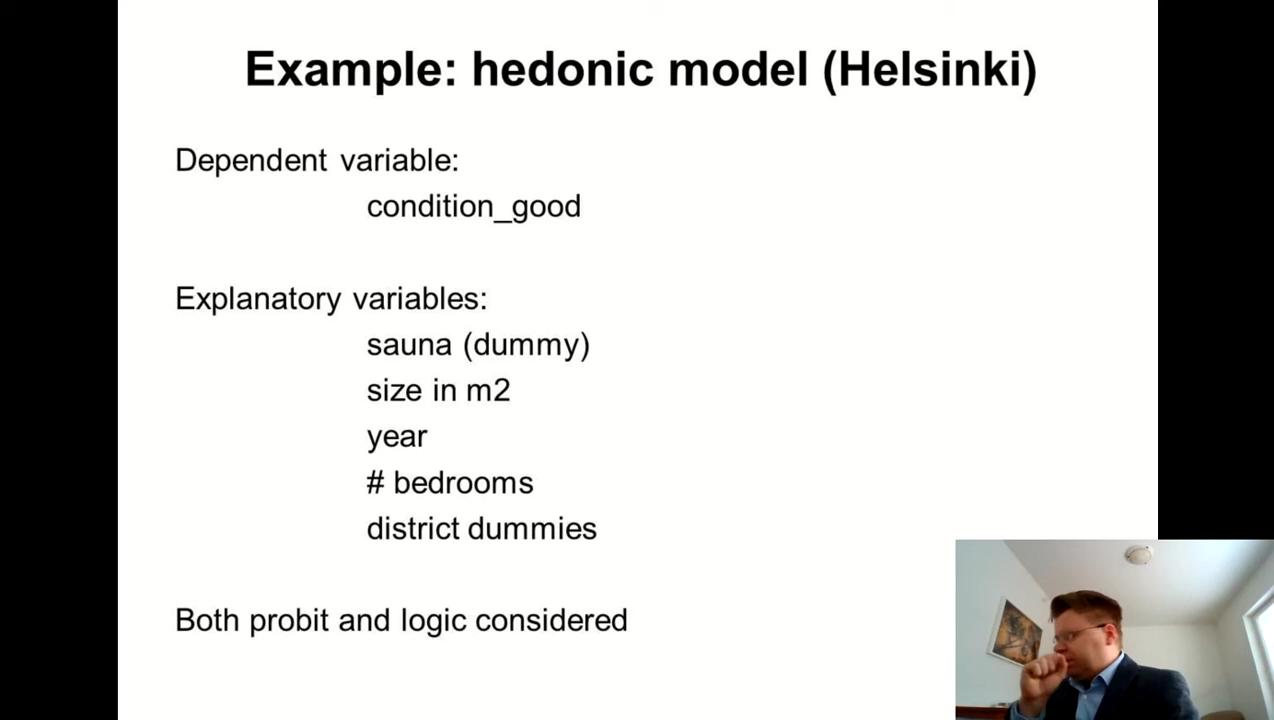 Example: hedonic model (Helsinki)
Dependent variable:
condition_good
Explanatory variables:
sauna (dummy)
size in m2
year
# bedrooms
district dummies
Both probit and logic considered